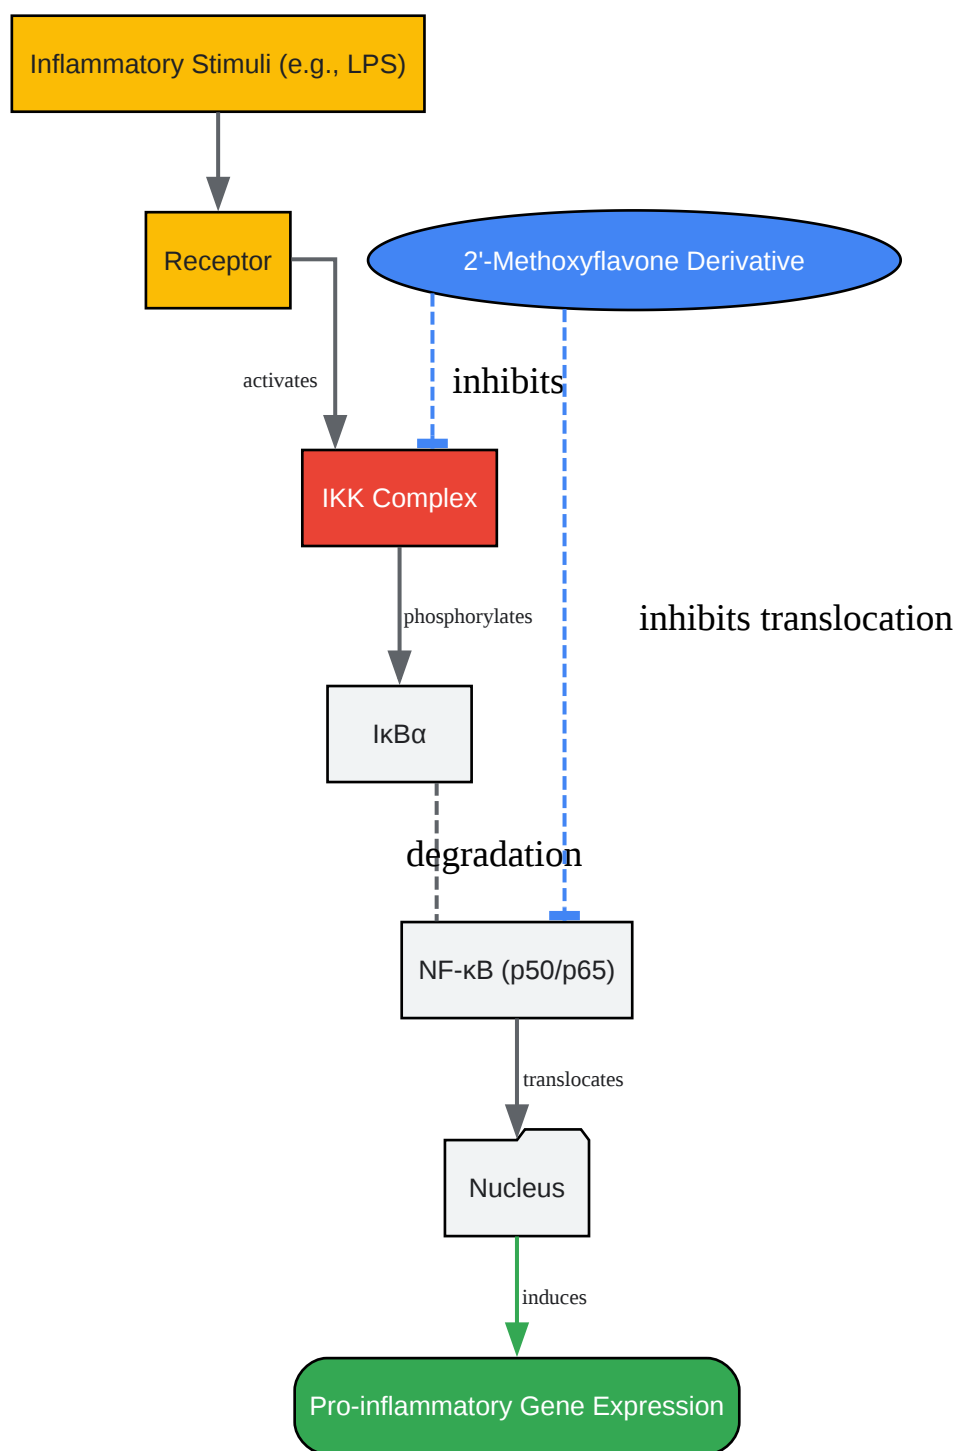 Inflammatory Stimuli (e.g., LPS)
Receptor
2'-Methoxyflavone Derivative
activates
inhibits
IKK Complex
phosphorylates
inhibits translocation
IκBα
degradation
NF-κB (p50/p65)
translocates
Nucleus
induces
Pro-inflammatory Gene Expression